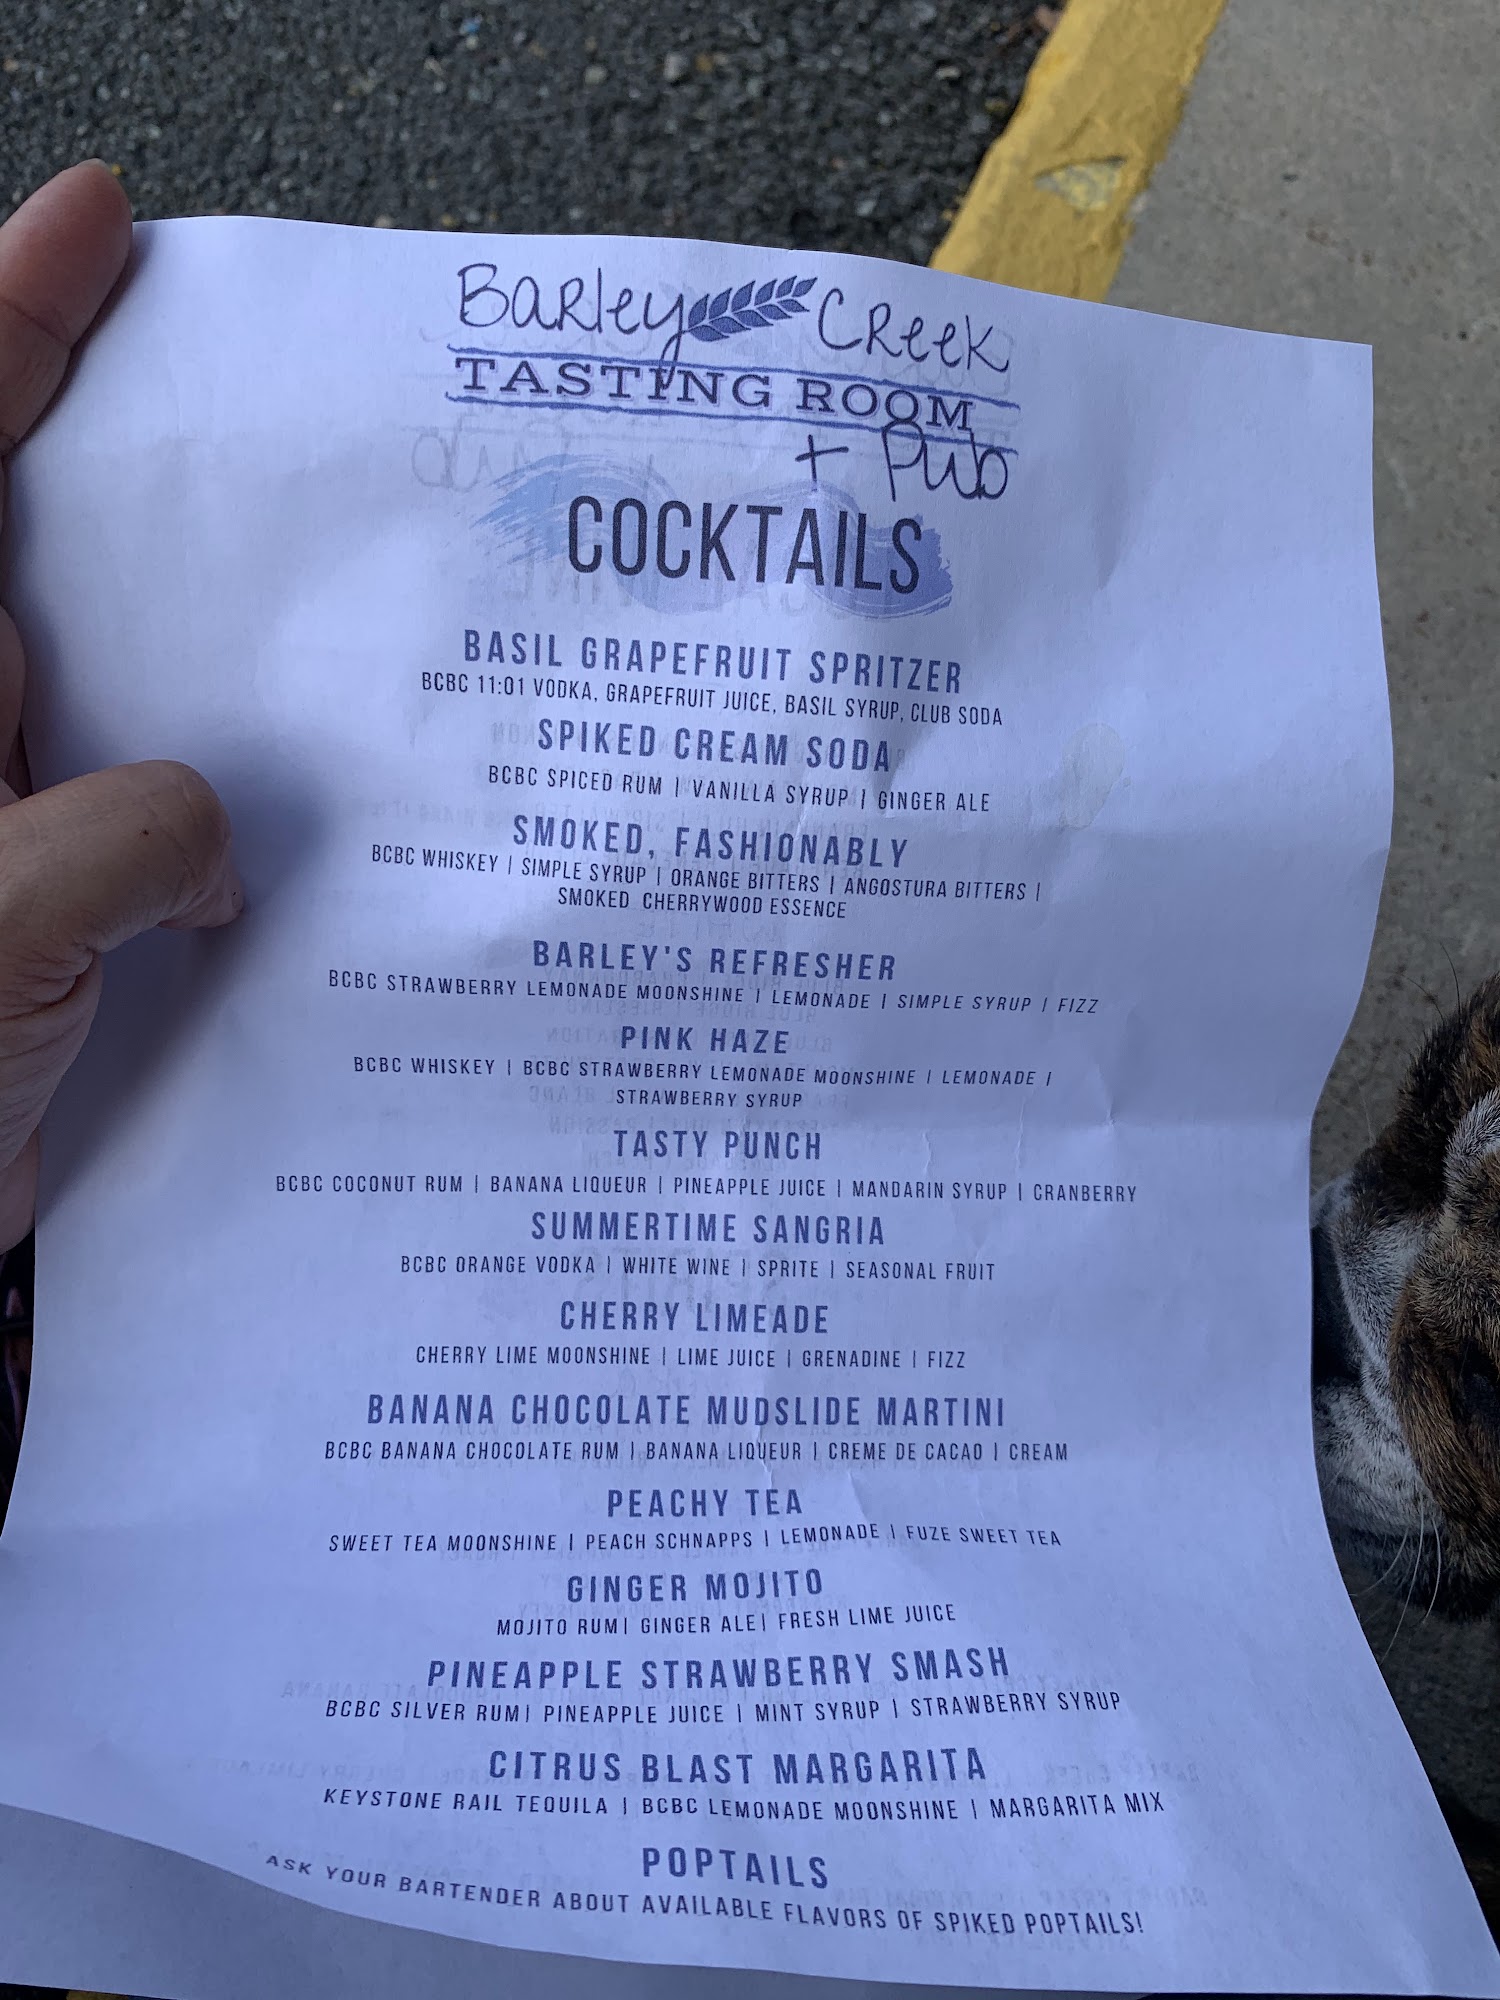 Barley Creek
TASTING ROOM
+ Pub
COCKTAILS
BASIL GRAPEFRUIT SPRITZER
BCBC 11:01 VODKA, GRAPEFRUIT JUICE, BASIL SYRUP, CLUB SODA
SPIKED CREAM SODA
BCBC SPICED RUM | VANILLA SYRUP | GINGER ALE
SMOKED, FASHIONABLY
BCBC WHISKEY | SIMPLE SYRUP | ORANGE BITTERS | ANGOSTURA BITTERS |
SMOKED CHERRYWOOD ESSENCE
BARLEY'S REFRESHER
BCBC STRAWBERRY LEMONADE MOONSHINE | LEMONADE | SIMPLE SYRUP | FIZZ
PINK HAZE
BCBC WHISKEY | BCBC STRAWBERRY LEMONADE MOONSHINE | LEMONADE |
STRAWBERRY SYRUP
TASTY PUNCH
BCBC COCONUT RUM | BANANA LIQUEUR | PINEAPPLE JUICE | MANDARIN SYRUP | CRANBERRY
SUMMERTIME SANGRIA
BCBC ORANGE VODKA | WHITE WINE | SPRITE | SEASONAL FRUIT
CHERRY LIMEADE
CHERRY LIME MOONSHINE | LIME JUICE | GRENADINE | FIZZ
BANANA CHOCOLATE MUDSLIDE MARTINI
BCBC BANANA CHOCOLATE RUM | BANANA LIQUEUR | CREME DE CACAO | CREAM
PEACHY TEA
SWEET TEA MOONSHINE | PEACH SCHNAPPS | LEMONADE | FUZE SWEET TEA
GINGER MOJITO
MOJITO RUM| GINGER ALE| FRESH LIME JUICE
PINEAPPLE STRAWBERRY SMASH
BCBC SILVER RUM| PINEAPPLE JUICE | MINT SYRUP | STRAWBERRY SYRUP
CITRUS BLAST MARGARITA
KEYSTONE RAIL TEQUILA | BCBC LEMONADE MOONSHINE | MARGARITA MIX
POPTAILS
ASK YOUR BARTENDER ABOUT AVAILABLE FLAVORS OF SPIKED POPTAILS!